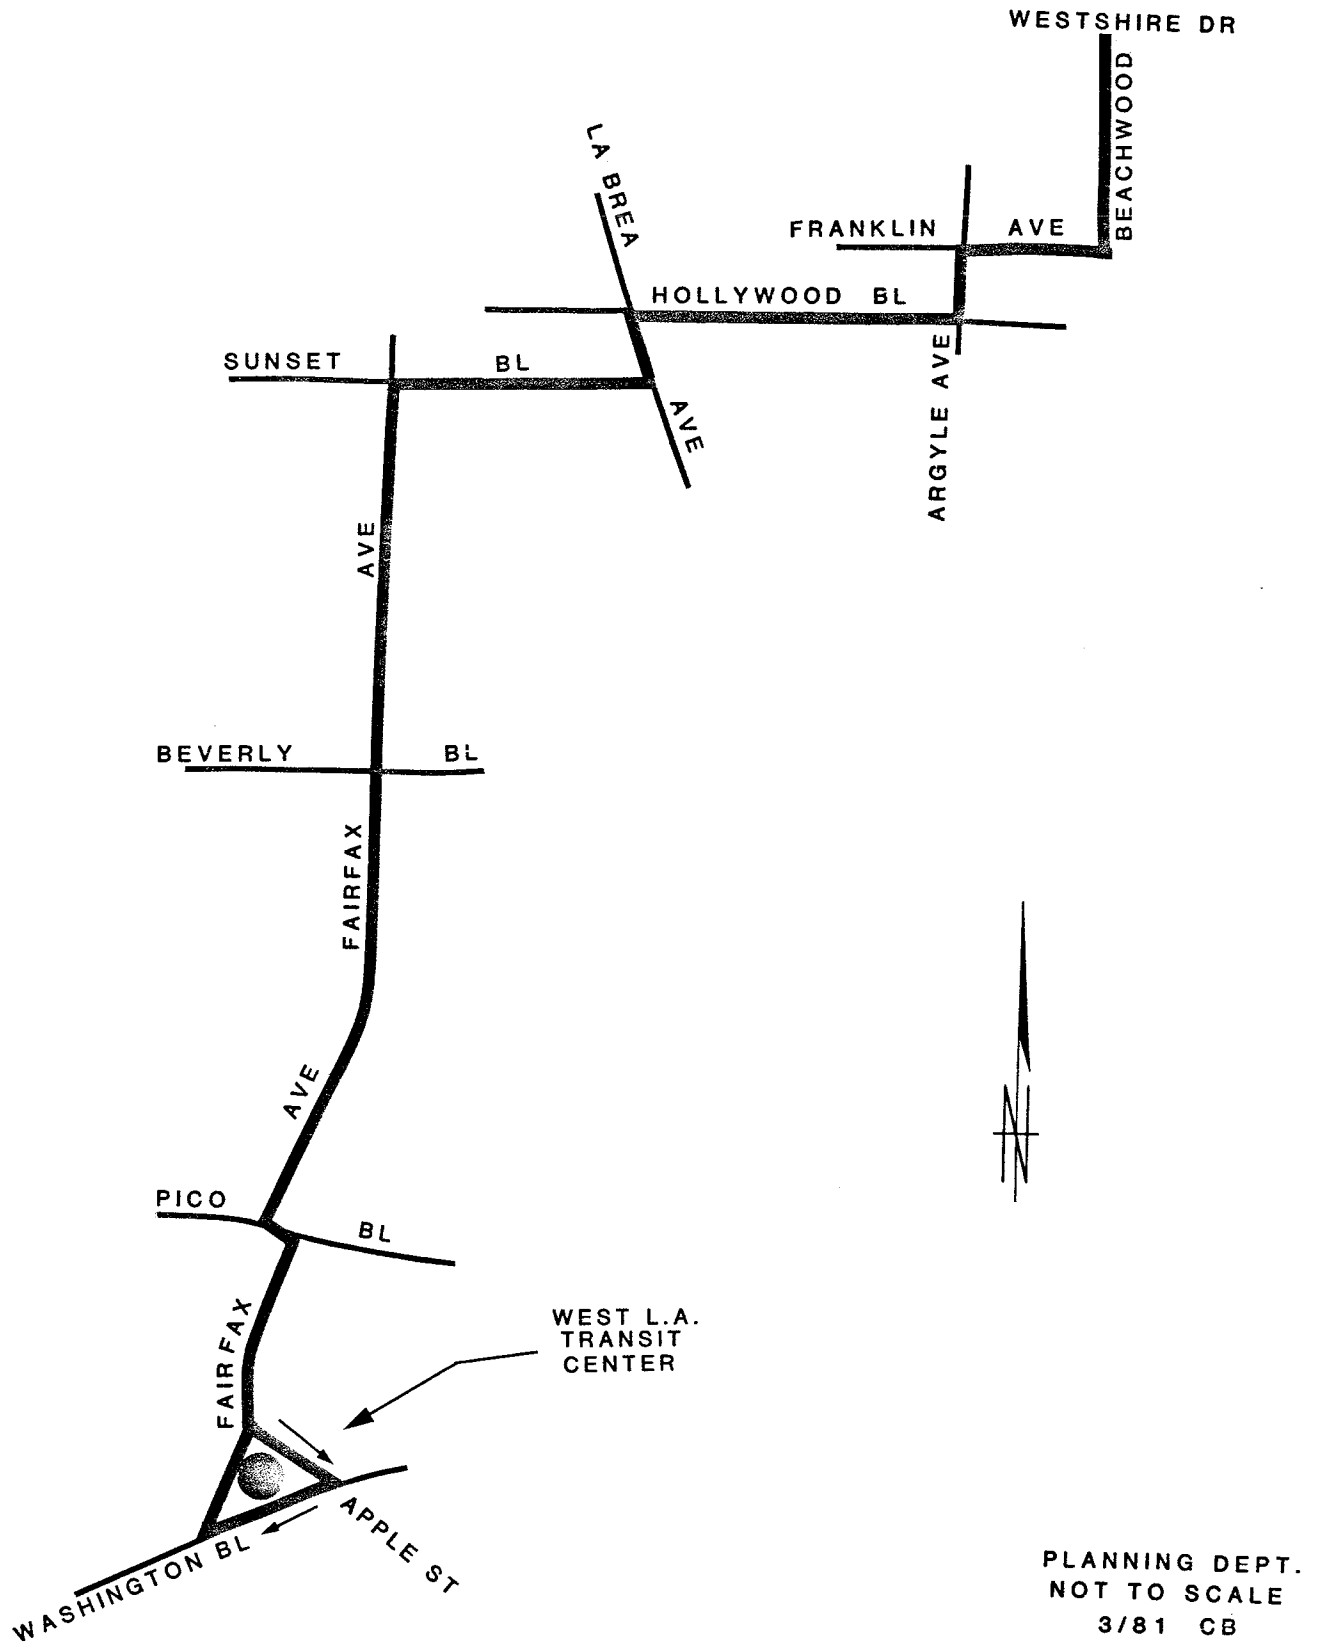 WESTSHIRE DR
BEACHWOOD
LA BREA
AVE
FRANKLIN AVE
HOLLYWOOD BL
ARGYLE AVE
SUNSET BL
AVE
BEVERLY BL
FAIRFAX
AVE
PICO BL
FAIRFAX
WEST L.A.
TRANSIT
CENTER
APPLE ST
WASHINGTON BL
N
PLANNING DEPT.
NOT TO SCALE
3/81 CB